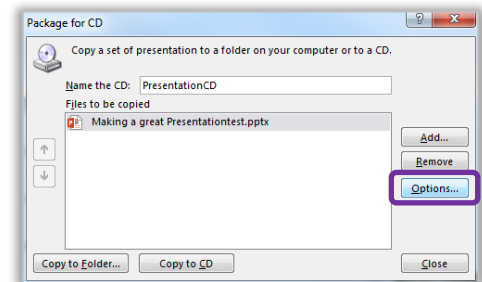 Package for CD
Copy a set of presentation to a folder on your computer or to a CD.
Name the CD: PresentationCD
Files to be copied
Making a great Presentationtest.pptx
Add...
Remove
Options...
Copy to Folder... Copy to CD Close